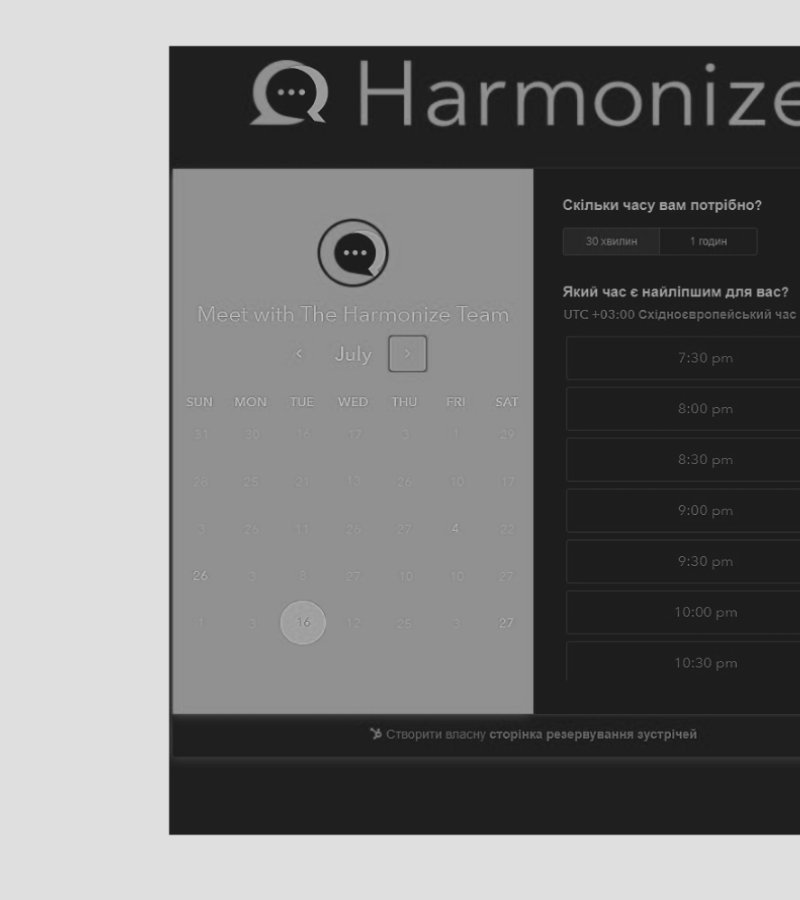 Harmonize
Meet with The Harmonize Team
July
SUN MON TUE WED THU FRI SAT
31 30 16 17 3 1 29
26 25 21 13 26 10 17
3 26 11 26 27 4 22
26 3 8 27 10 10 27
1 3 16 12 26 3 27
Скільки часу вам потрібно?
30 хвилин 1 годин
Який час є найліпшим для вас?
UTC +03:00 Східноєвропейський час
7:30 pm
8:00 pm
8:30 pm
9:00 pm
9:30 pm
10:00 pm
10:30 pm
Створити власну сторінка резервування зустрічей